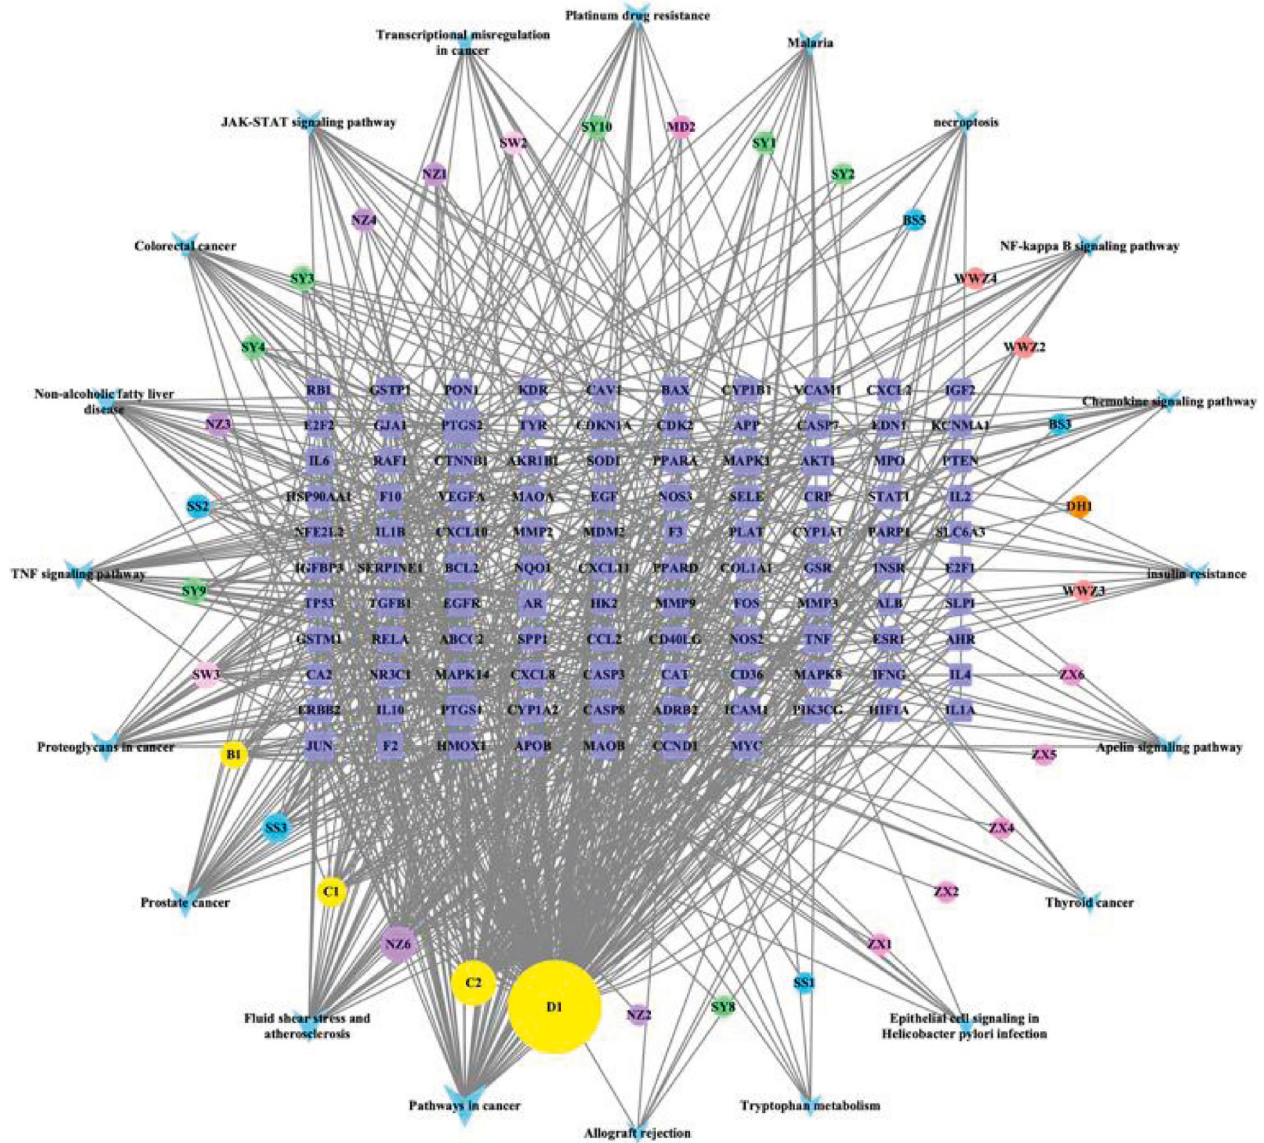 Platinum drug resistance
Transcriptional misregulation
in cancer
Malaria
JAK-STAT signaling pathway
necroptosis
SY10
MD2
SW2
SY1
NZ1
SY2
NZ4
BS5
Colorectal cancer
NF-kappa B signaling pathway
SY3
WWZ4
SY4
WWZ2
Non-alcoholic fatty liver
disease
Chemokine signaling pathway
NZ3
BS3
SS2
DH1
TNF signaling pathway
insulin resistance
SY9
WWZ3
SW3
ZX6
RB1 GSTP1 PON1 KDR CAV1 BAX CYP1B1 VCAM1 CXCL2 IGF2
E2F2 GJA1 PTGS2 TYR CDKN1A CDK2 APP CASP7 EDN1 KCNMA1
IL6 RAF1 CTNNB1 AKR1B1 SOD1 PPARA MAPK1 AKT1 MPO PTEN
HSP90AA1 F10 VEGFA MAOA EGF NOS3 SELE CRP STAT1 IL2
NFE2L2 IL1B CXCL10 MMP2 MDM2 F3 PLAT CYP1A1 PARP1 SLC6A3
IGFBP3 SERPINE1 BCL2 NQO1 CXCL11 PPARD COL1A1 GSR INSR E2F1
TP53 TGFB1 EGFR AR HK2 MMP9 FOS MMP3 ALB SLPI
GSTM1 RELA ABCC2 SPP1 CCL2 CD40LG NOS2 TNF ESR1 AHR
CA2 NR3C1 MAPK14 CXCL8 CASP3 CAT CD36 MAPK8 IFNG IL4
ERBB2 IL10 PTGS1 CYP1A2 CASP8 ADRB2 ICAM1 PIK3CG HIF1A IL1A
JUN F2 HMOX1 APOB MAOB CCND1 MYC
Proteoglycans in cancer
Apelin signaling pathway
B1
ZX5
SS3
ZX4
C1
ZX2
Prostate cancer
Thyroid cancer
NZ6
ZX1
C2
SS1
D1
SY8
NZ2
Fluid shear stress and
atherosclerosis
Epithelial cell signaling in
Helicobacter pylori infection
Pathways in cancer
Tryptophan metabolism
Allograft rejection